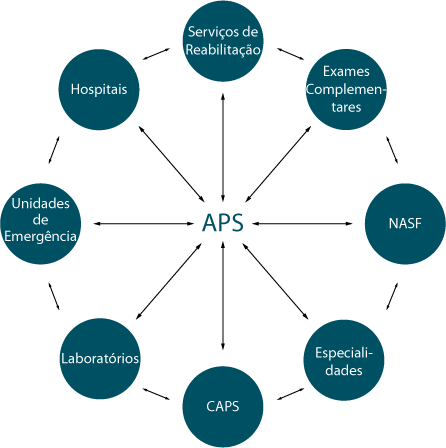 Serviços de
Reabilitação
Hospitais
Exames
Complemen-
tares
Unidades
de
Emergência
APS
NASF
Laboratórios
Especiali-
dades
CAPS